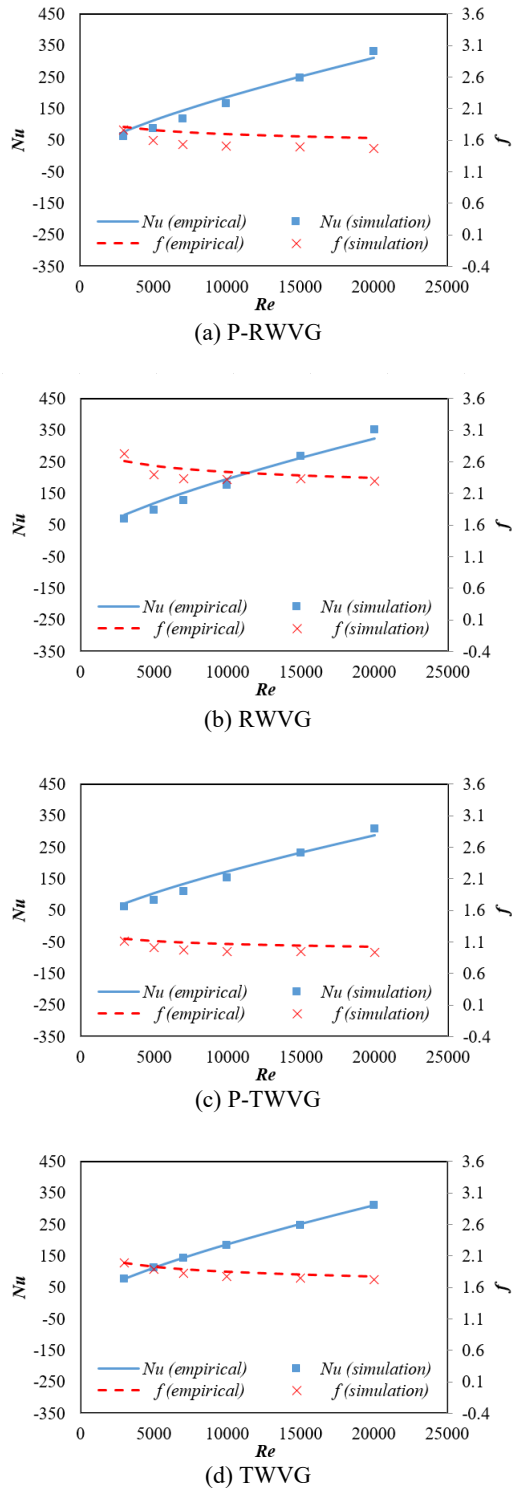 450 3.6
350 3.1
250 2.6
150 2.1
50 1.6
-50 1.1
-150 0.6
-250 0.1
-350 -0.4
Nu
f
Nu (empirical) Nu (simulation)
f (empirical) f (simulation)
0 5000 10000 15000 20000 25000
Re
(a) P-RWVG
450 3.6
350 3.1
250 2.6
150 2.1
50 1.6
-50 1.1
-150 0.6
-250 0.1
-350 -0.4
Nu
f
Nu (empirical) Nu (simulation)
f (empirical) f (simulation)
0 5000 10000 15000 20000 25000
Re
(b) RWVG
450 3.6
350 3.1
250 2.6
150 2.1
50 1.6
-50 1.1
-150 0.6
-250 0.1
-350 -0.4
Nu
f
Nu (empirical) Nu (simulation)
f (empirical) f (simulation)
0 5000 10000 15000 20000 25000
Re
(c) P-TWVG
450 3.6
350 3.1
250 2.6
150 2.1
50 1.6
-50 1.1
-150 0.6
-250 0.1
-350 -0.4
Nu
f
Nu (empirical) Nu (simulation)
f (empirical) f (simulation)
0 5000 10000 15000 20000 25000
Re
(d) TWVG